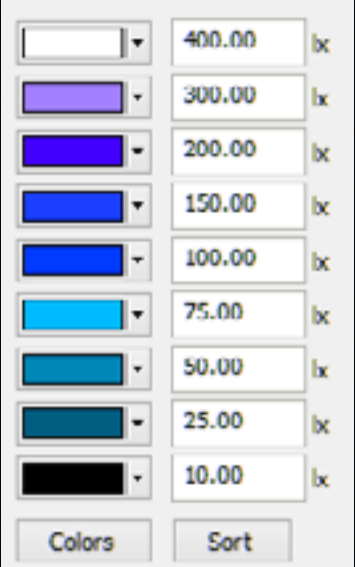 400.00 lx
300.00 lx
200.00 lx
150.00 lx
100.00 lx
75.00 lx
50.00 lx
25.00 lx
10.00 lx
Colors Sort